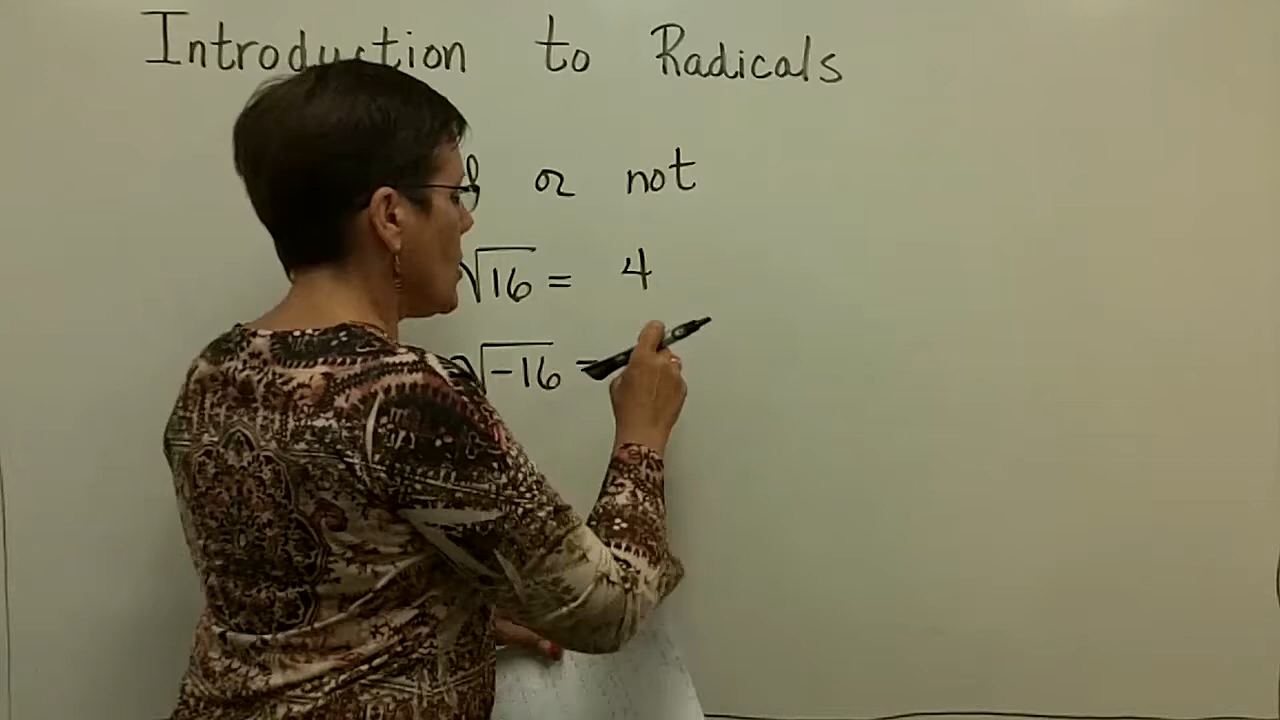 Introduction to Radicals
or not
√16 = 4
√-16 =